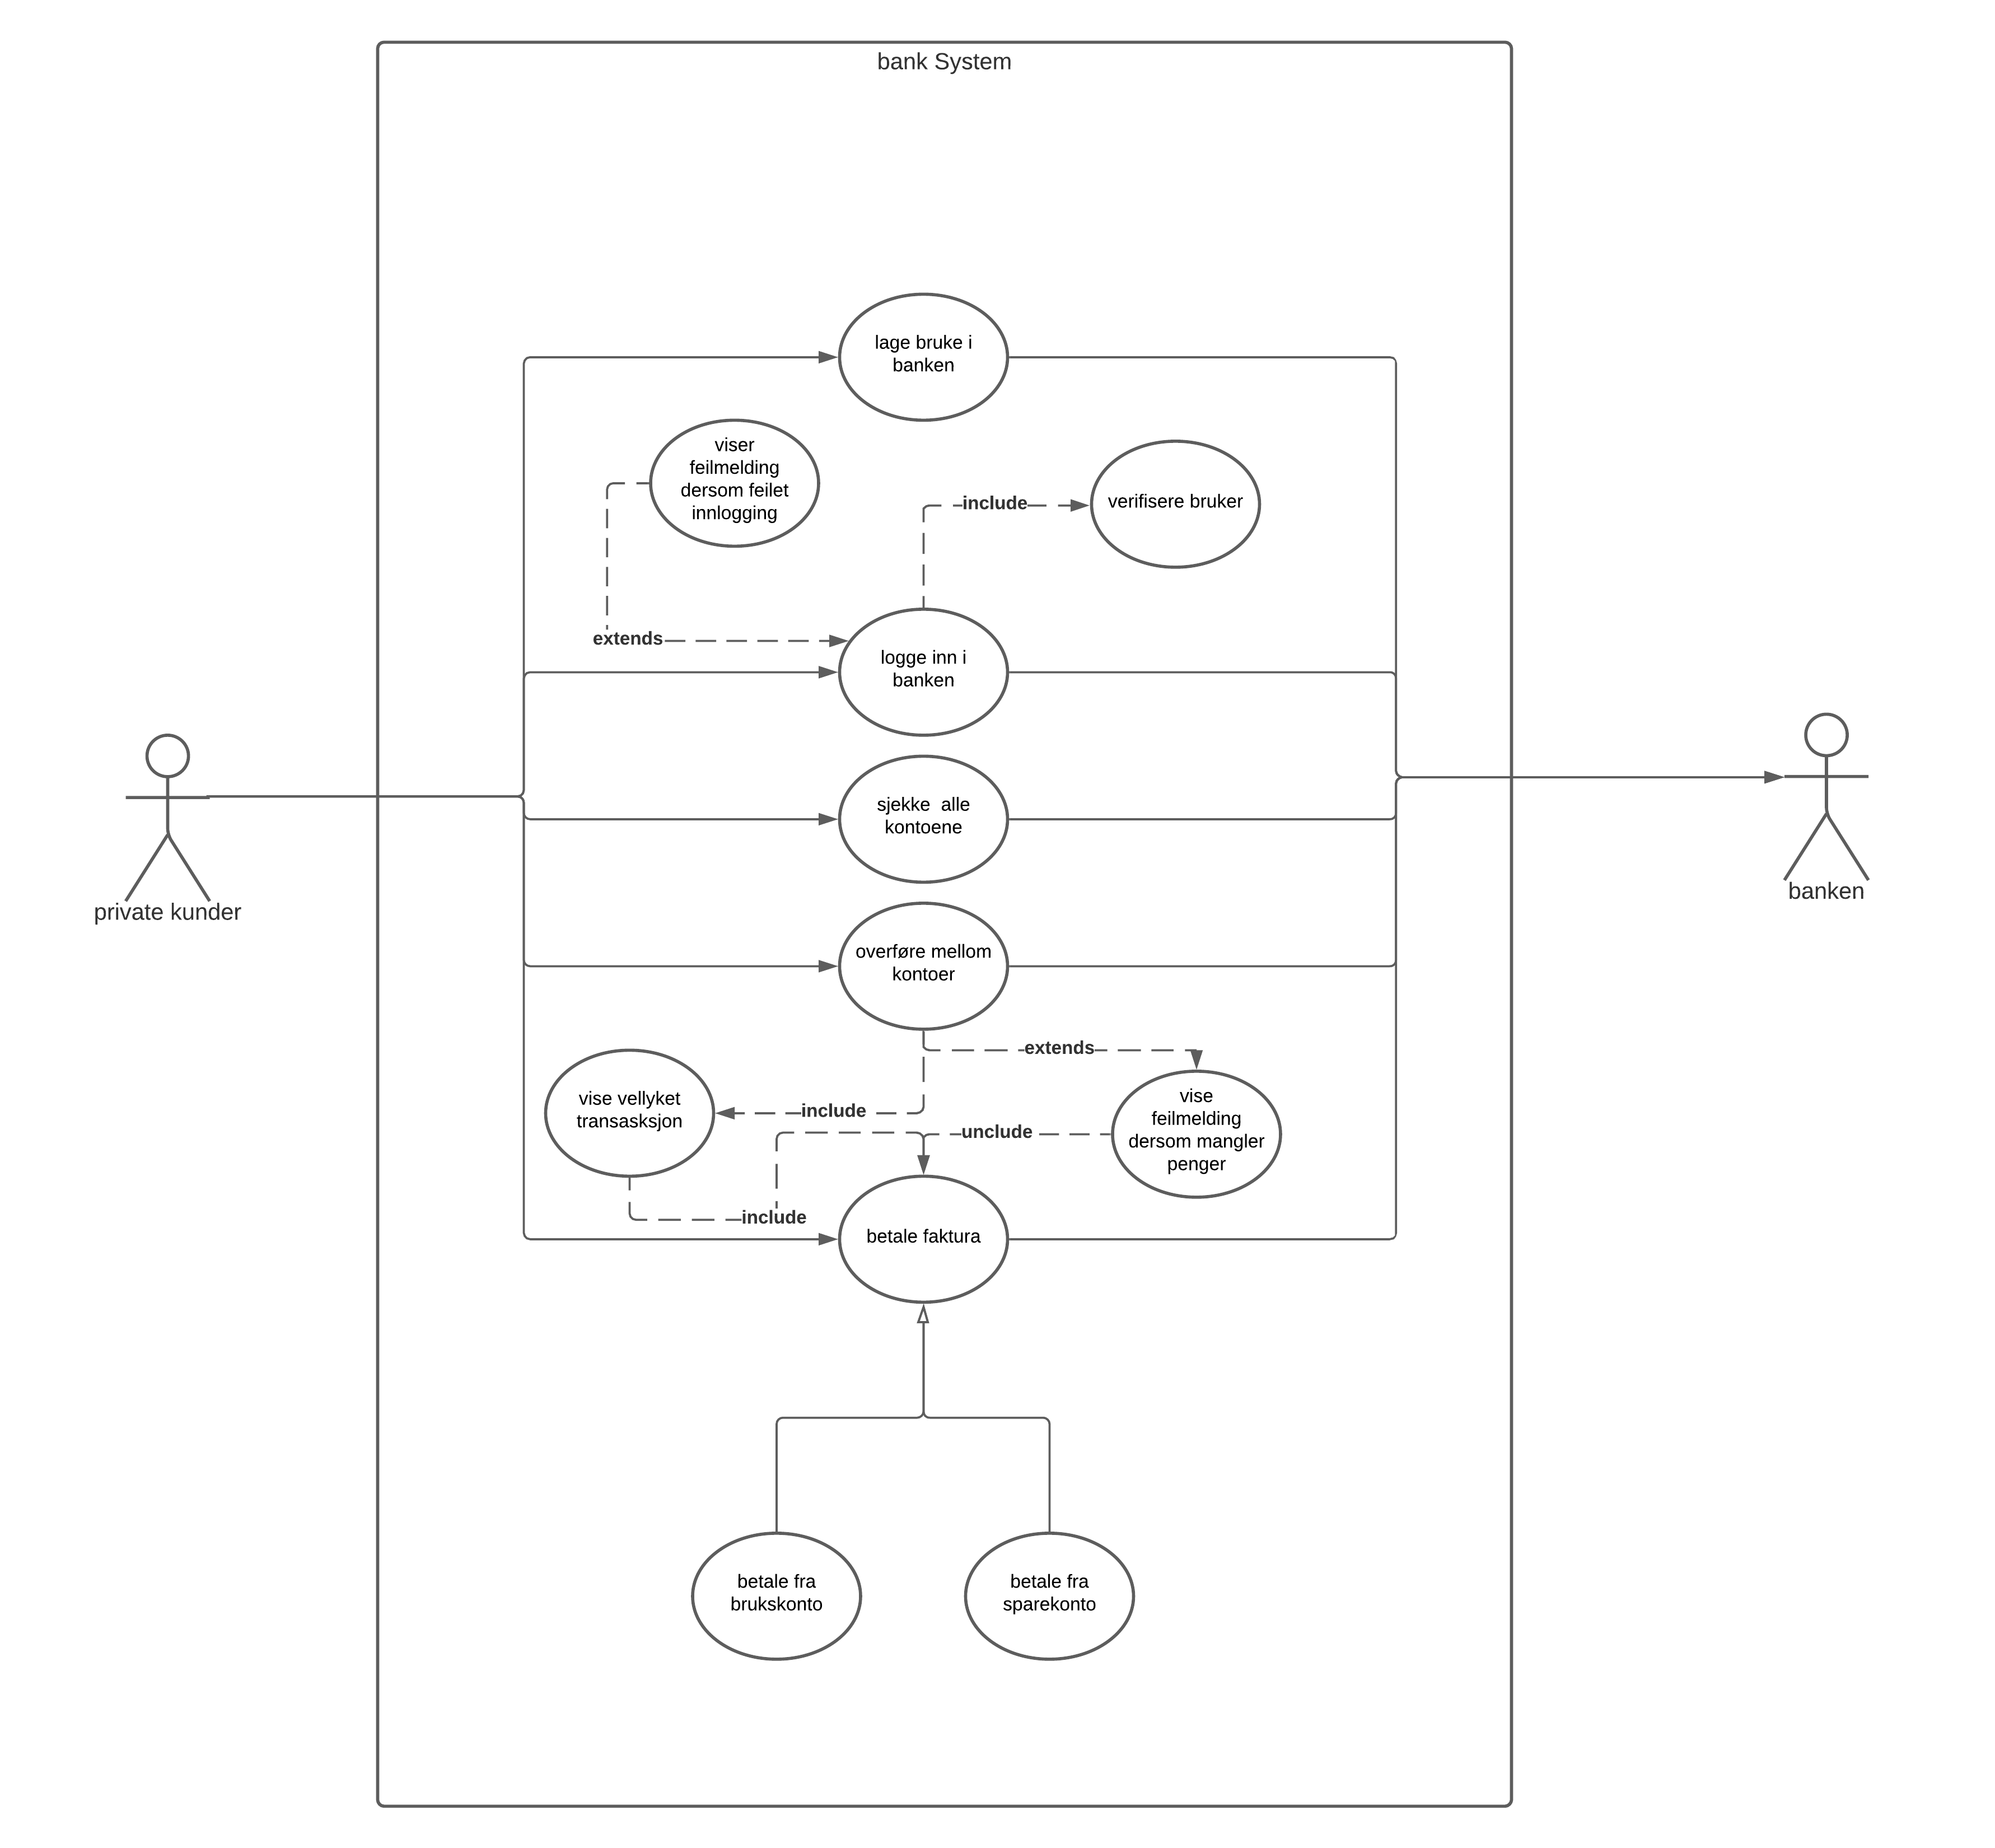 bank System
lage bruke i
banken
viser
feilmelding
dersom feilet
innlogging
include
verifisere bruker
extends
logge inn i
banken
sjekke  alle
kontoene
private kunder
banken
overføre mellom
kontoer
extends
vise vellyket
transasksjon
include
vise
feilmelding
dersom mangler
penger
unclude
include
betale faktura
betale fra
brukskonto
betale fra
sparekonto